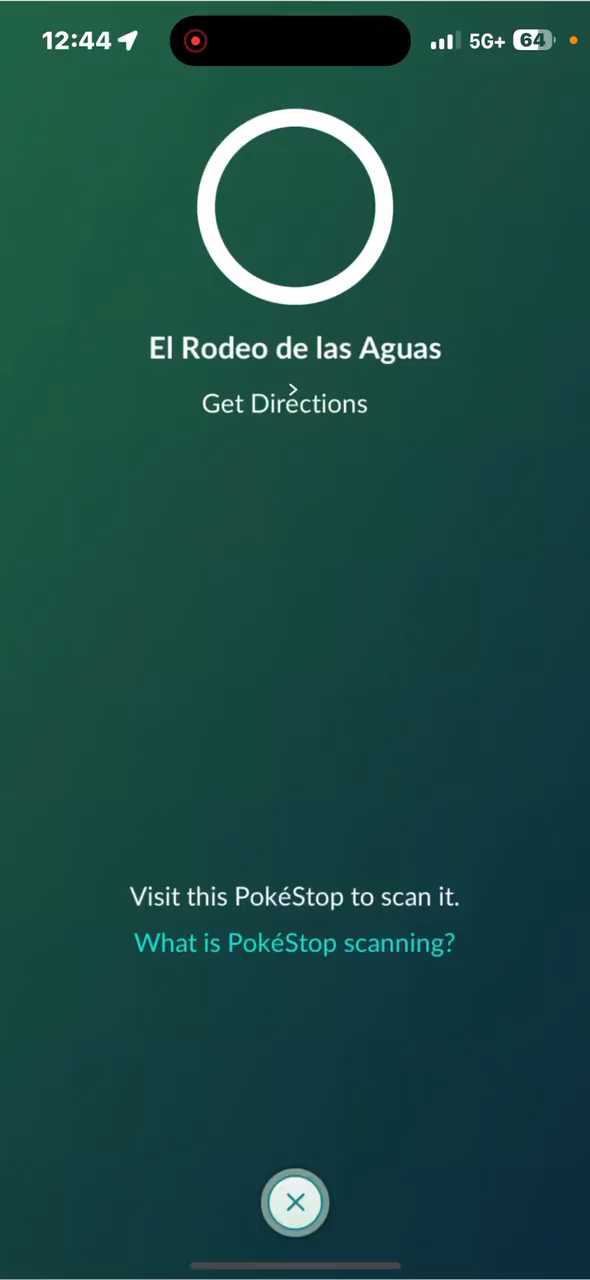 12:44
5G+
64
El Rodeo de las Aguas
Get Directions
Visit this PokéStop to scan it.
What is PokéStop scanning?